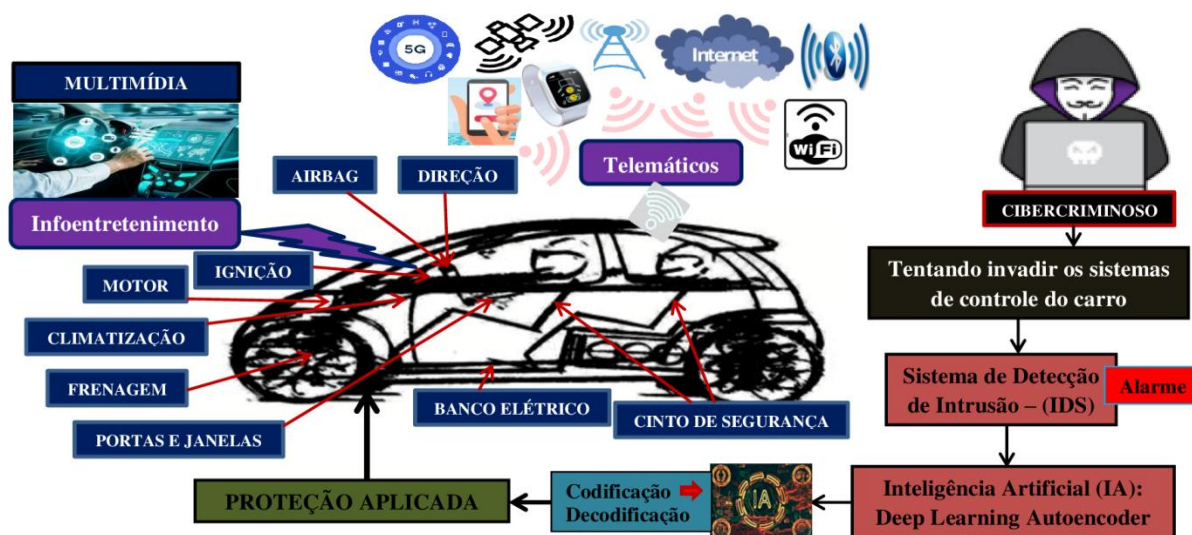 5G
Internet
MULTIMÍDIA
WiFi
Telemáticos
AIRBAG
DIREÇÃO
Infoentretenimento
CIBERCRIMINOSO
IGNIÇÃO
MOTOR
Tentando invadir os sistemas
de controle do carro
CLIMATIZAÇÃO
FRENAGEM
Sistema de Detecção
de Intrusão – (IDS)
Alarme
BANCO ELÉTRICO
CINTO DE SEGURANÇA
PORTAS E JANELAS
PROTEÇÃO APLICADA
Codificação
Decodificação
IA
Inteligência Artificial (IA):
Deep Learning Autoencoder